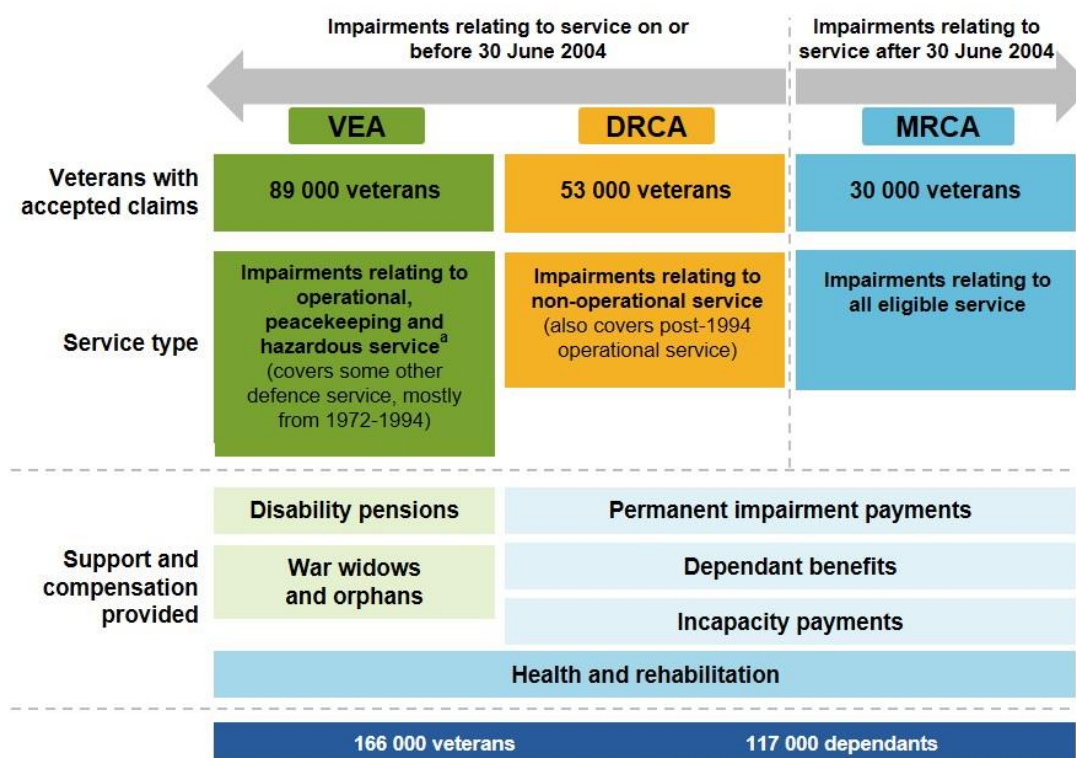 Impairments relating to service on or
before 30 June 2004
Impairments relating to
service after 30 June 2004
VEA
DRCA
MRCA
Veterans with
accepted claims
89 000 veterans
53 000 veterans
30 000 veterans
Service type
Impairments relating to
operational,
peacekeeping and
hazardous serviceᵃ
(covers some other
defence service, mostly
from 1972-1994)
Impairments relating to
non-operational service
(also covers post-1994
operational service)
Impairments relating to
all eligible service
Support and
compensation
provided
Disability pensions
War widows
and orphans
Permanent impairment payments
Dependant benefits
Incapacity payments
Health and rehabilitation
166 000 veterans
117 000 dependants